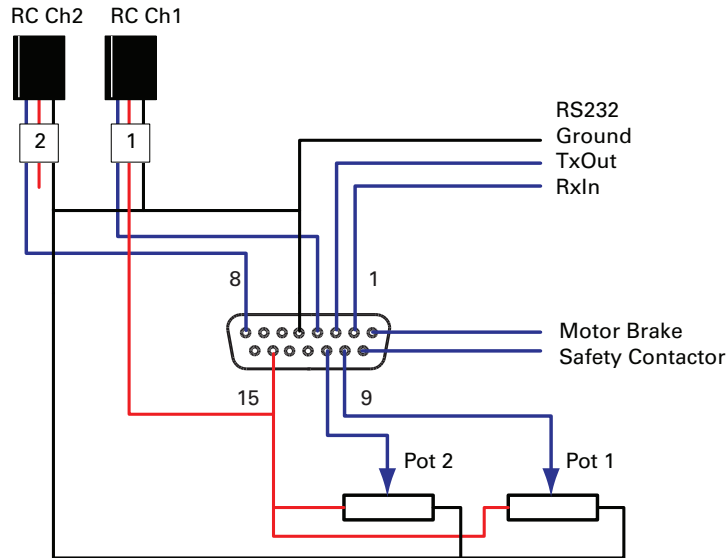 RC Ch2 RC Ch1
2 1
RS232
Ground
TxOut
RxIn
8 1
Motor Brake
Safety Contactor
15 9
Pot 2 Pot 1